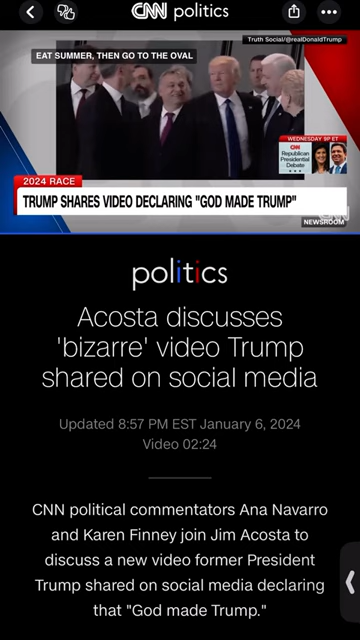 CNN politics
Truth Social/@realDonaldTrump
EAT SUMMER, THEN GO TO THE OVAL
WEDNESDAY 9P ET
CNN
Republican
Presidential
Debate
2024 RACE
TRUMP SHARES VIDEO DECLARING "GOD MADE TRUMP"
CNN
NEWSROOM
politics
Acosta discusses
'bizarre' video Trump
shared on social media
Updated 8:57 PM EST January 6, 2024
Video 02:24
CNN political commentators Ana Navarro
and Karen Finney join Jim Acosta to
discuss a new video former President
Trump shared on social media declaring
that "God made Trump."